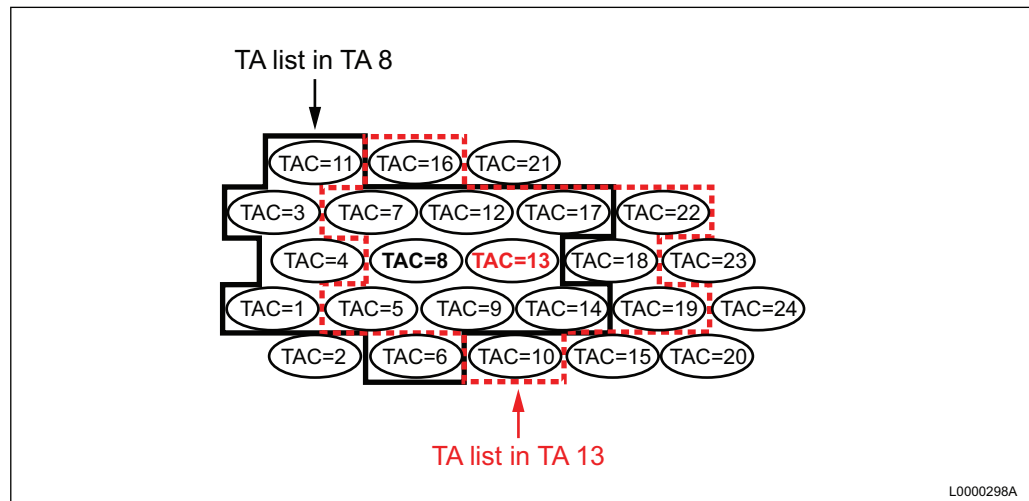 TA list in TA 8
TAC=11 TAC=16 TAC=21
TAC=3 TAC=7 TAC=12 TAC=17 TAC=22
TAC=4 TAC=8 TAC=13 TAC=18 TAC=23
TAC=1 TAC=5 TAC=9 TAC=14 TAC=19 TAC=24
TAC=2 TAC=6 TAC=10 TAC=15 TAC=20
TA list in TA 13
L0000298A